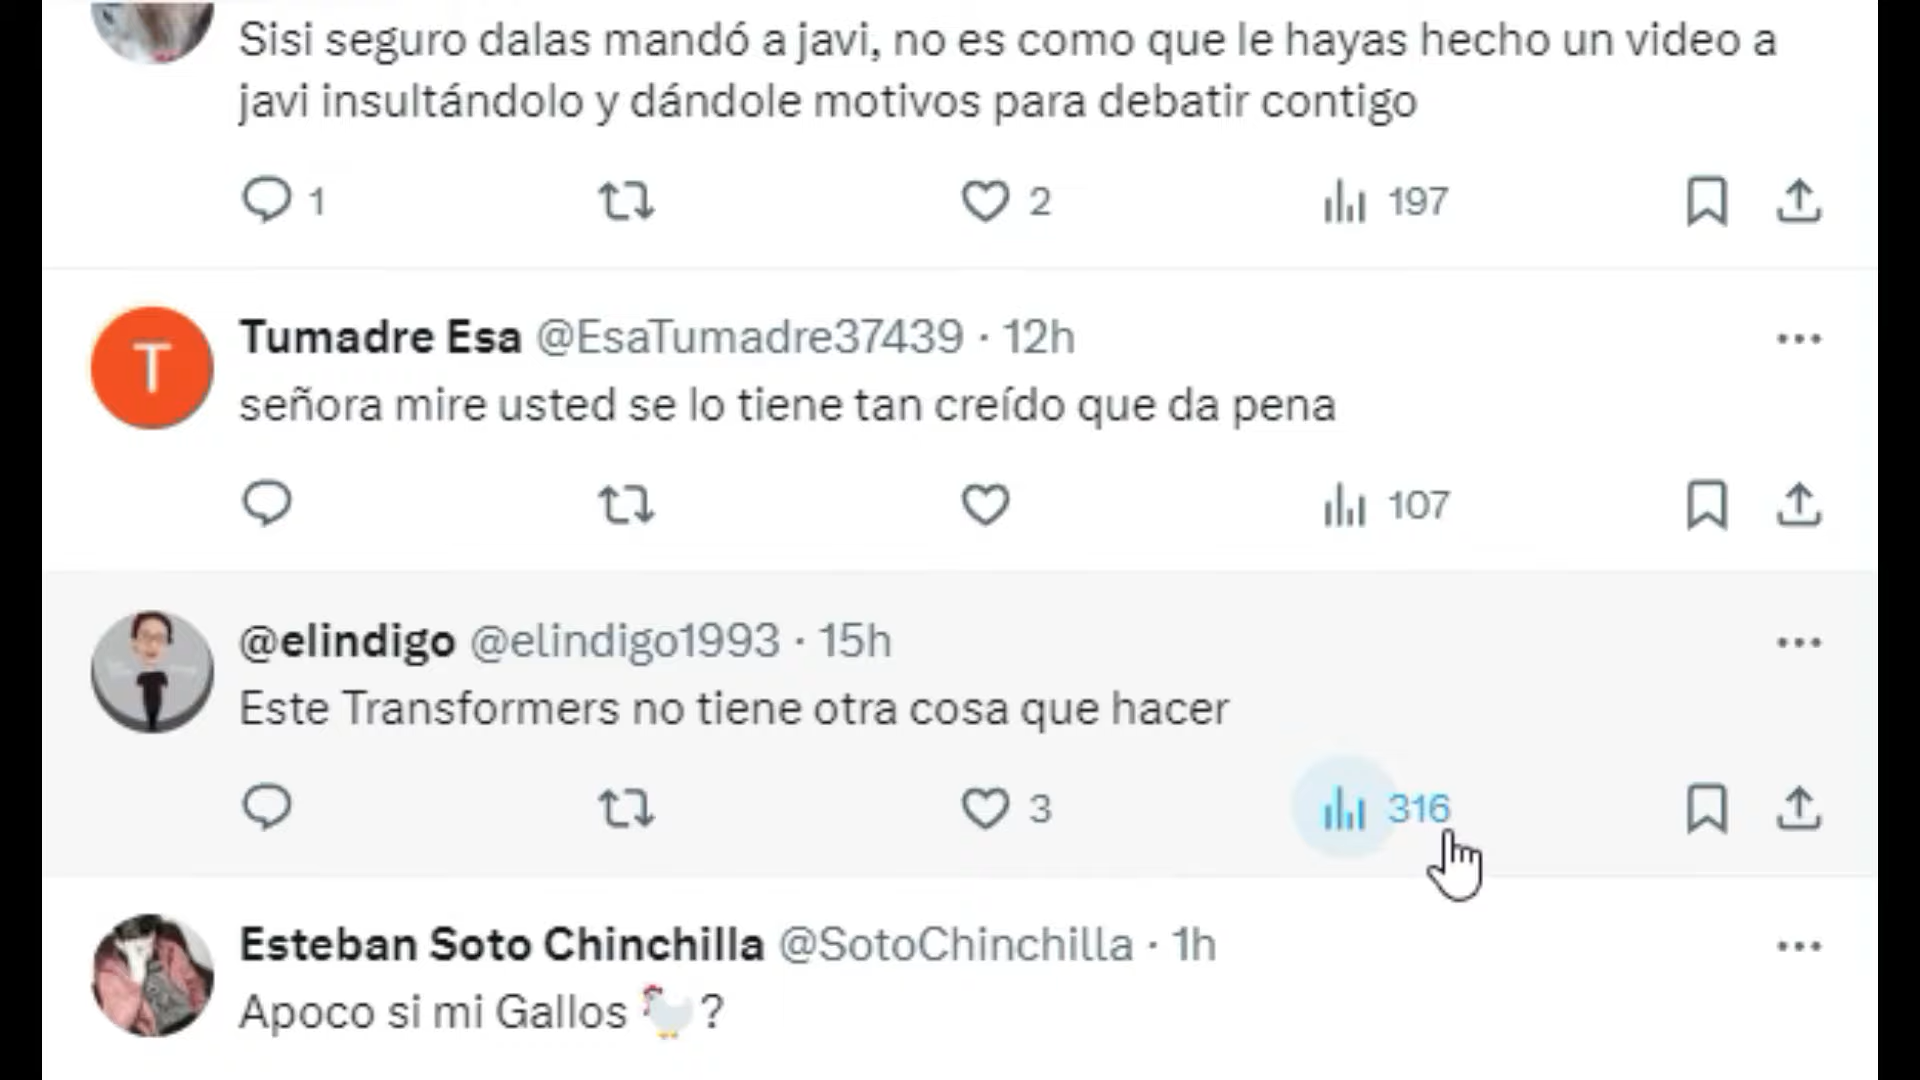 Sisi seguro dalas mandó a javi, no es como que le hayas hecho un video a
javi insultándolo y dándole motivos para debatir contigo
1 2 197
Tumadre Esa @EsaTumadre37439 · 12h
señora mire usted se lo tiene tan creído que da pena
107
@elindigo @elindigo1993 · 15h
Este Transformers no tiene otra cosa que hacer
3 316
Esteban Soto Chinchilla @SotoChinchilla · 1h
Apoco si mi Gallos 🐓?
T